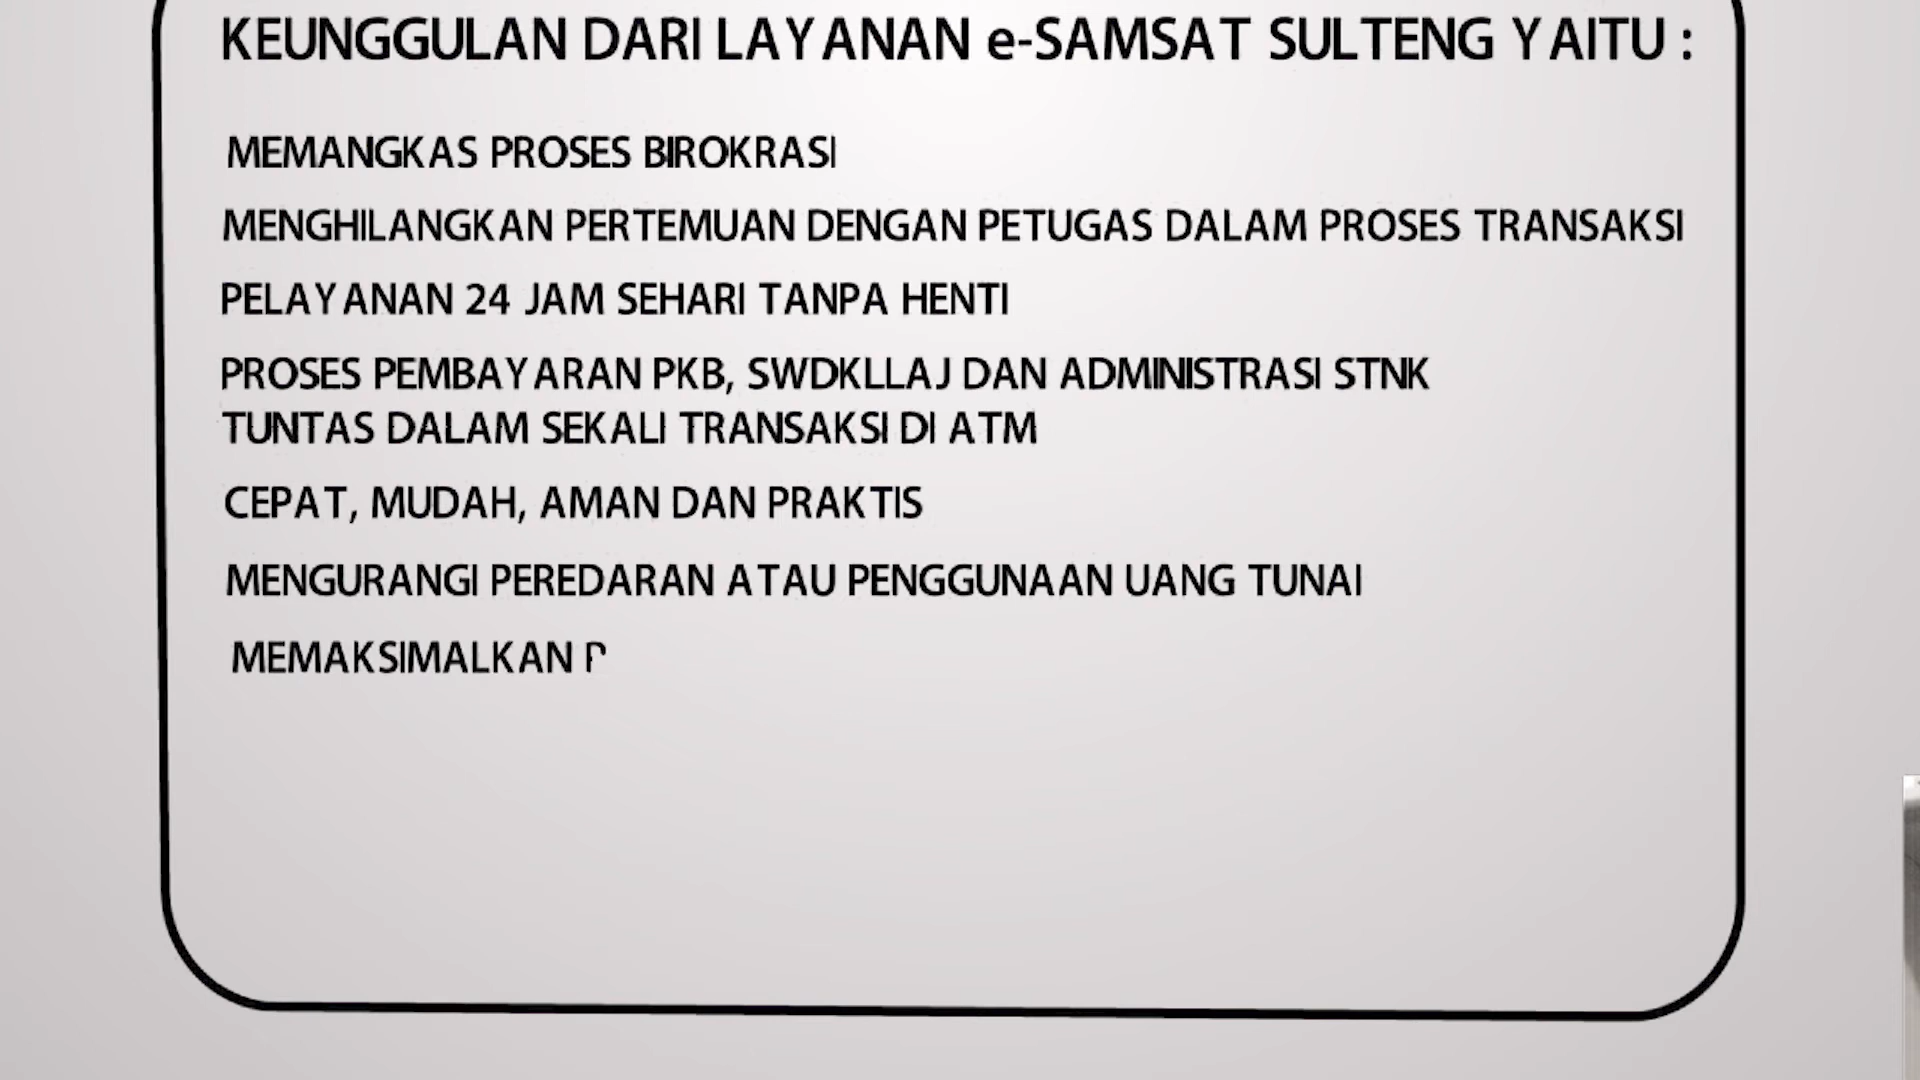 KEUNGGULAN DARI LAYANAN e-SAMSAT SULTENG YAITU :
MEMANGKAS PROSES BIROKRASI
MENGHILANGKAN PERTEMUAN DENGAN PETUGAS DALAM PROSES TRANSAKSI
PELAYANAN 24 JAM SEHARI TANPA HENTI
PROSES PEMBAYARAN PKB, SWDKLLAJ DAN ADMINISTRASI STNK
TUNTAS DALAM SEKALI TRANSAKSI DI ATM
CEPAT, MUDAH, AMAN DAN PRAKTIS
MENGURANGI PEREDARAN ATAU PENGGUNAAN UANG TUNAI
MEMAKSIMALKAN